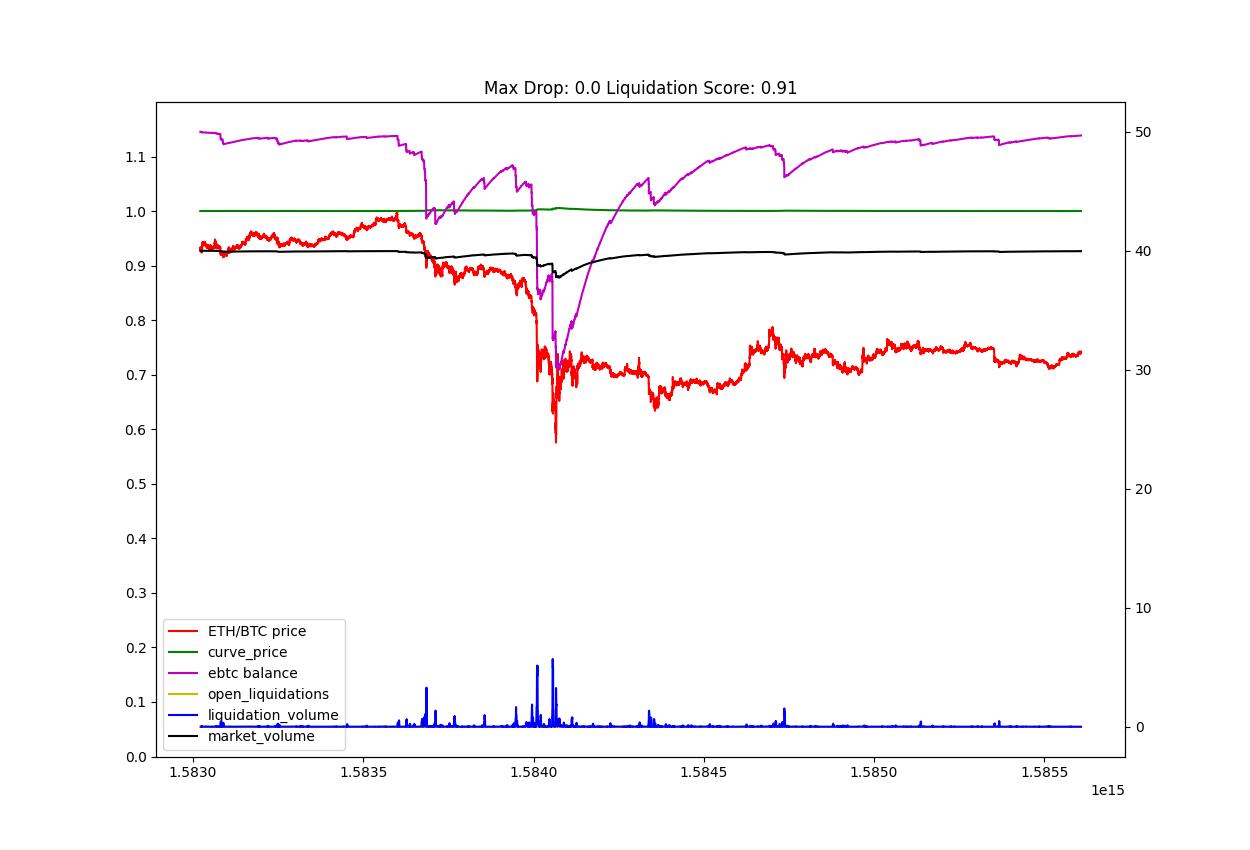 Max Drop: 0.0 Liquidation Score: 0.91
1.1
1.0
0.9
0.8
0.7
0.6
0.5
0.4
0.3
0.2
0.1
0.0
50
40
30
20
10
0
ETH/BTC price
curve_price
ebtc balance
open_liquidations
liquidation_volume
market_volume
1.5830 1.5835 1.5840 1.5845 1.5850 1.5855
1e15